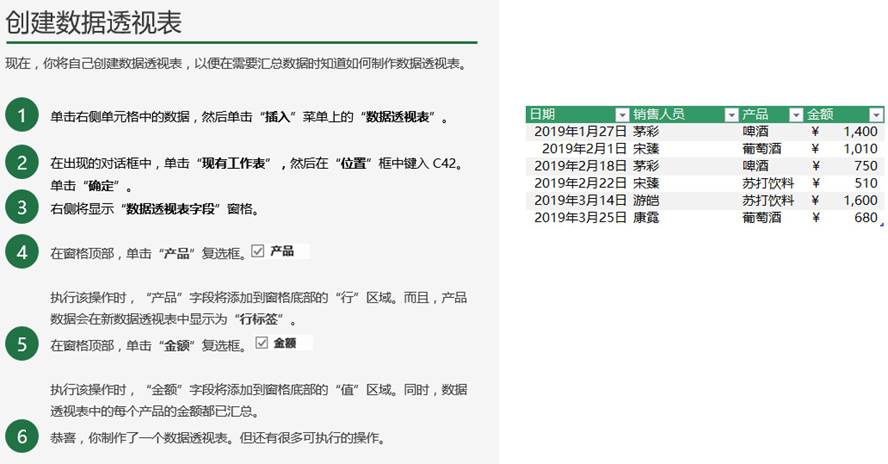 创建数据透视表
现在，你将自己创建数据透视表，以便在需要汇总数据时知道如何制作数据透视表。
1 单击右侧单元格中的数据，然后单击“插入”菜单上的“数据透视表”。
2 在出现的对话框中，单击“现有工作表”，然后在“位置”框中键入 C42。
单击“确定”。
3 右侧将显示“数据透视表字段”窗格。
4 在窗格顶部，单击“产品”复选框。 产品
执行该操作时，“产品”字段将添加到窗格底部的“行”区域。而且，产品
数据会在新数据透视表中显示为“行标签”。
5 在窗格顶部，单击“金额”复选框。 金额
执行该操作时，“金额”字段将添加到窗格底部的“值”区域。同时，数据
透视表中的每个产品的金额都已汇总。
6 恭喜，你制作了一个数据透视表。但还有很多可执行的操作。
日期 销售人员 产品 金额
2019年1月27日 茅彩 啤酒 ¥ 1,400
2019年2月1日 宋臻 葡萄酒 ¥ 1,010
2019年2月18日 茅彩 啤酒 ¥ 750
2019年2月22日 宋臻 苏打饮料 ¥ 510
2019年3月14日 游皑 苏打饮料 ¥ 1,600
2019年3月25日 康霓 葡萄酒 ¥ 680